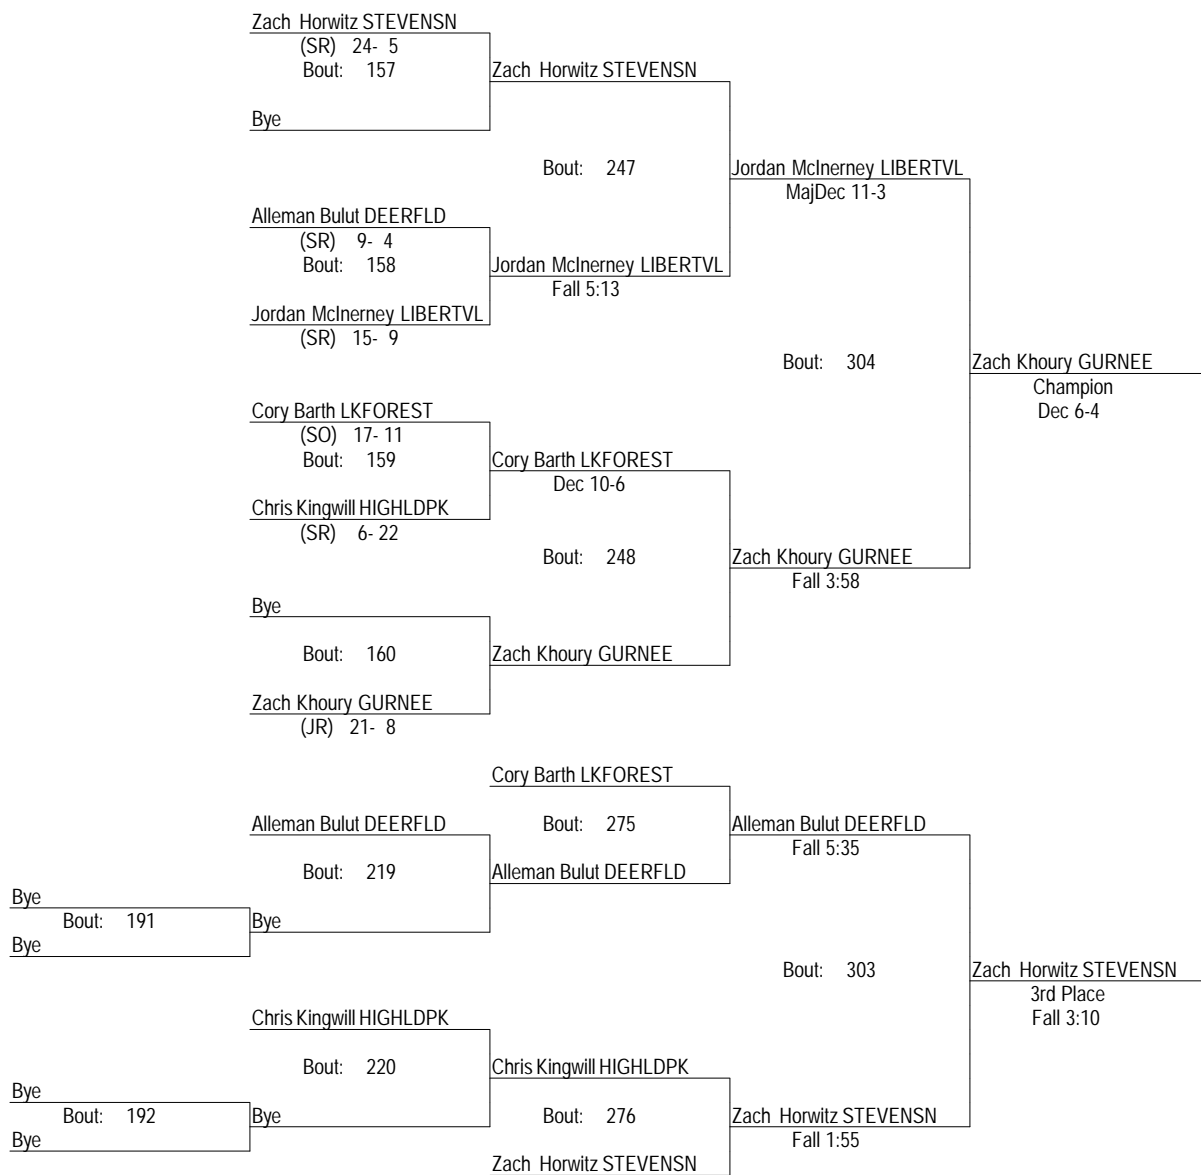 Zach Horwitz STEVENSN
(SR) 24- 5
Bout: 157
Zach Horwitz STEVENSN
Bye
Bout: 247
Jordan McInerney LIBERTVL
MajDec 11-3
Alleman Bulut DEERFLD
(SR) 9- 4
Bout: 158
Jordan McInerney LIBERTVL
Fall 5:13
Jordan McInerney LIBERTVL
(SR) 15- 9
Bout: 304
Zach Khoury GURNEE
Champion
Dec 6-4
Cory Barth LKFOREST
(SO) 17- 11
Bout: 159
Cory Barth LKFOREST
Dec 10-6
Chris Kingwill HIGHLDPK
(SR) 6- 22
Bout: 248
Zach Khoury GURNEE
Fall 3:58
Bye
Bout: 160
Zach Khoury GURNEE
Zach Khoury GURNEE
(JR) 21- 8
Cory Barth LKFOREST
Alleman Bulut DEERFLD
Bout: 275
Alleman Bulut DEERFLD
Fall 5:35
Bout: 219
Alleman Bulut DEERFLD
Bye
Bout: 191
Bye
Bye
Bout: 303
Zach Horwitz STEVENSN
3rd Place
Fall 3:10
Chris Kingwill HIGHLDPK
Bout: 220
Chris Kingwill HIGHLDPK
Bye
Bout: 192
Bye
Bout: 276
Zach Horwitz STEVENSN
Bye
Fall 1:55
Zach Horwitz STEVENSN